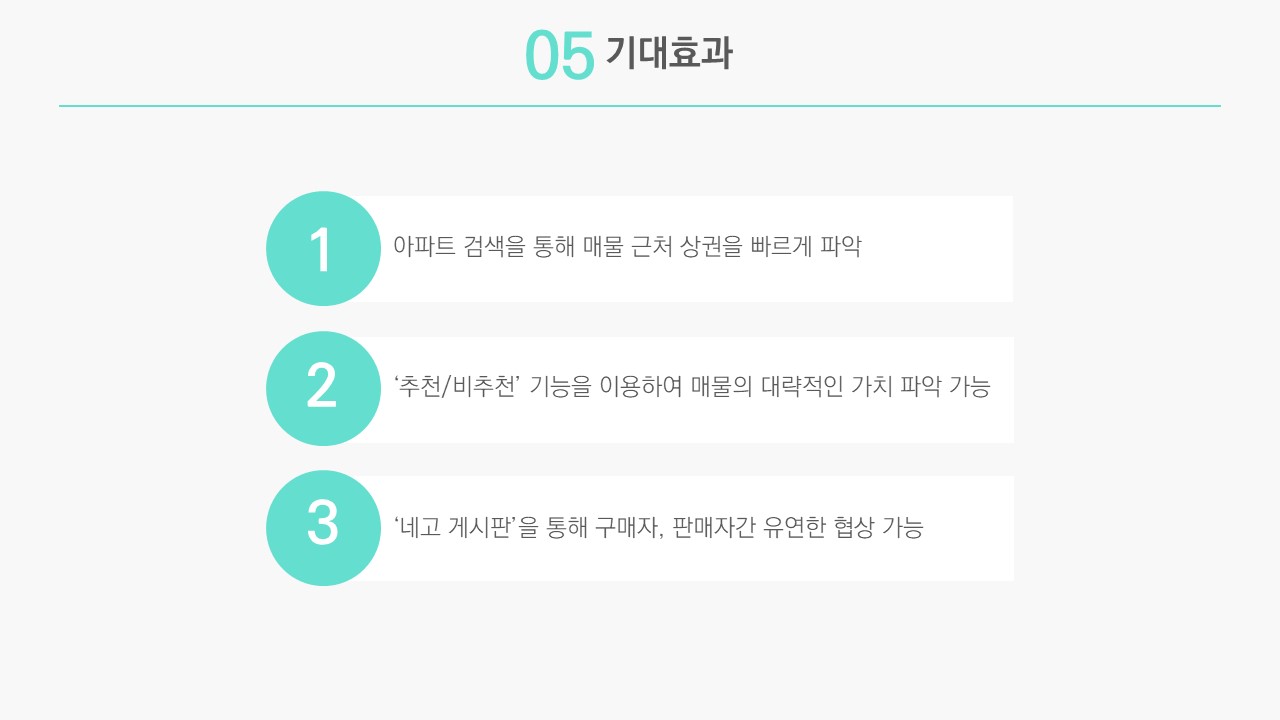 05 기대효과
1 아파트 검색을 통해 매물 근처 상권을 빠르게 파악
2 ‘추천/비추천’ 기능을 이용하여 매물의 대략적인 가치 파악 가능
3 ‘네고 게시판’을 통해 구매자, 판매자간 유연한 협상 가능